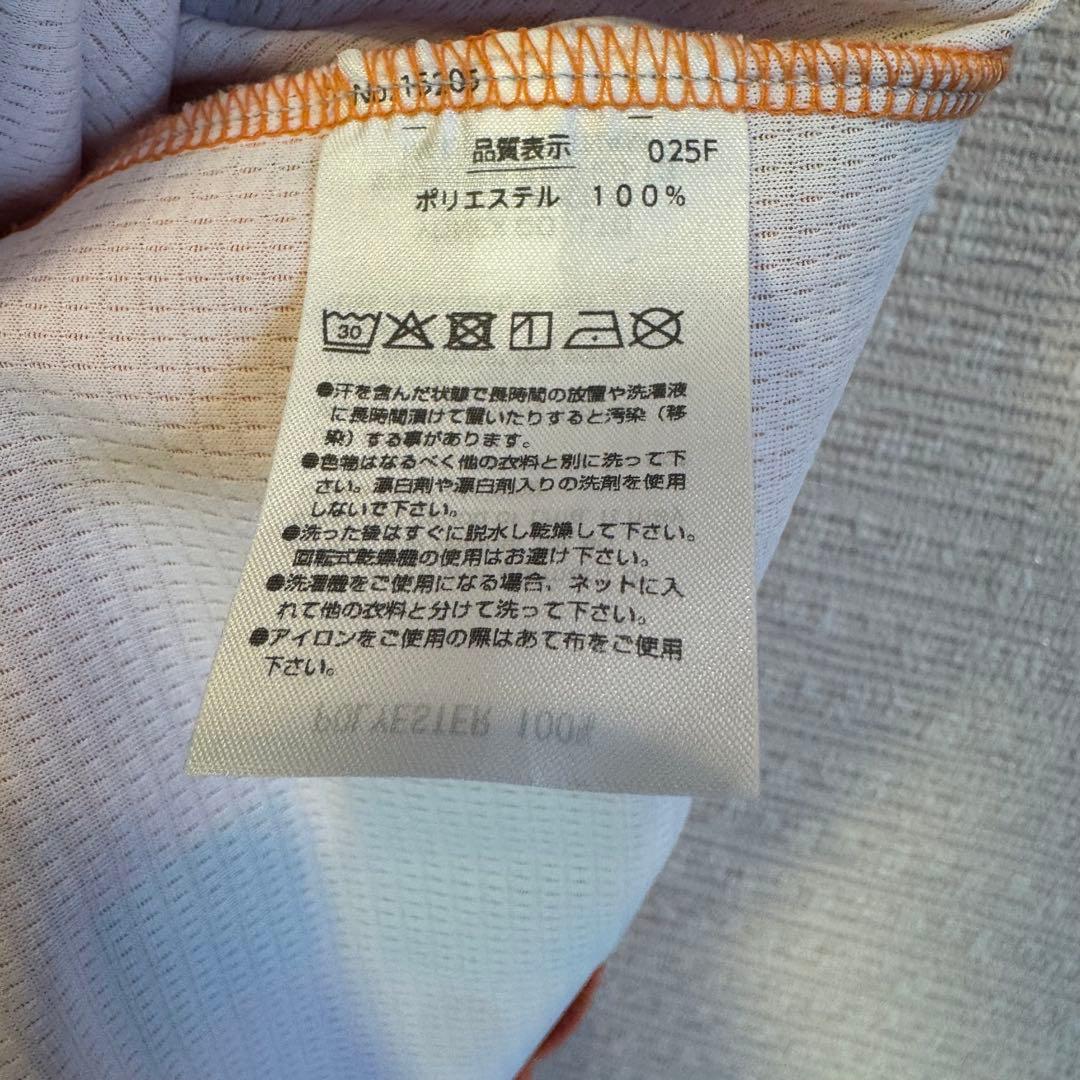 No. 15205
品質表示 025F
ポリエステル 100%
30
●汗を含んだ状態で長時間の放置や洗濯液
に長時間漬けて置いたりすると汚染(移
染)する事があります。
●色物はなるべく他の衣料と別に洗って下
さい。漂白剤や漂白剤入りの洗剤を使用
しないで下さい。
●洗った後はすぐに脱水し乾燥して下さい。
回転式乾燥機の使用はお避け下さい。
●洗濯機をご使用になる場合、ネットに入
れて他の衣料と分けて洗って下さい。
●アイロンをご使用の際はあて布をご使用
下さい。
POLYESTER 100%